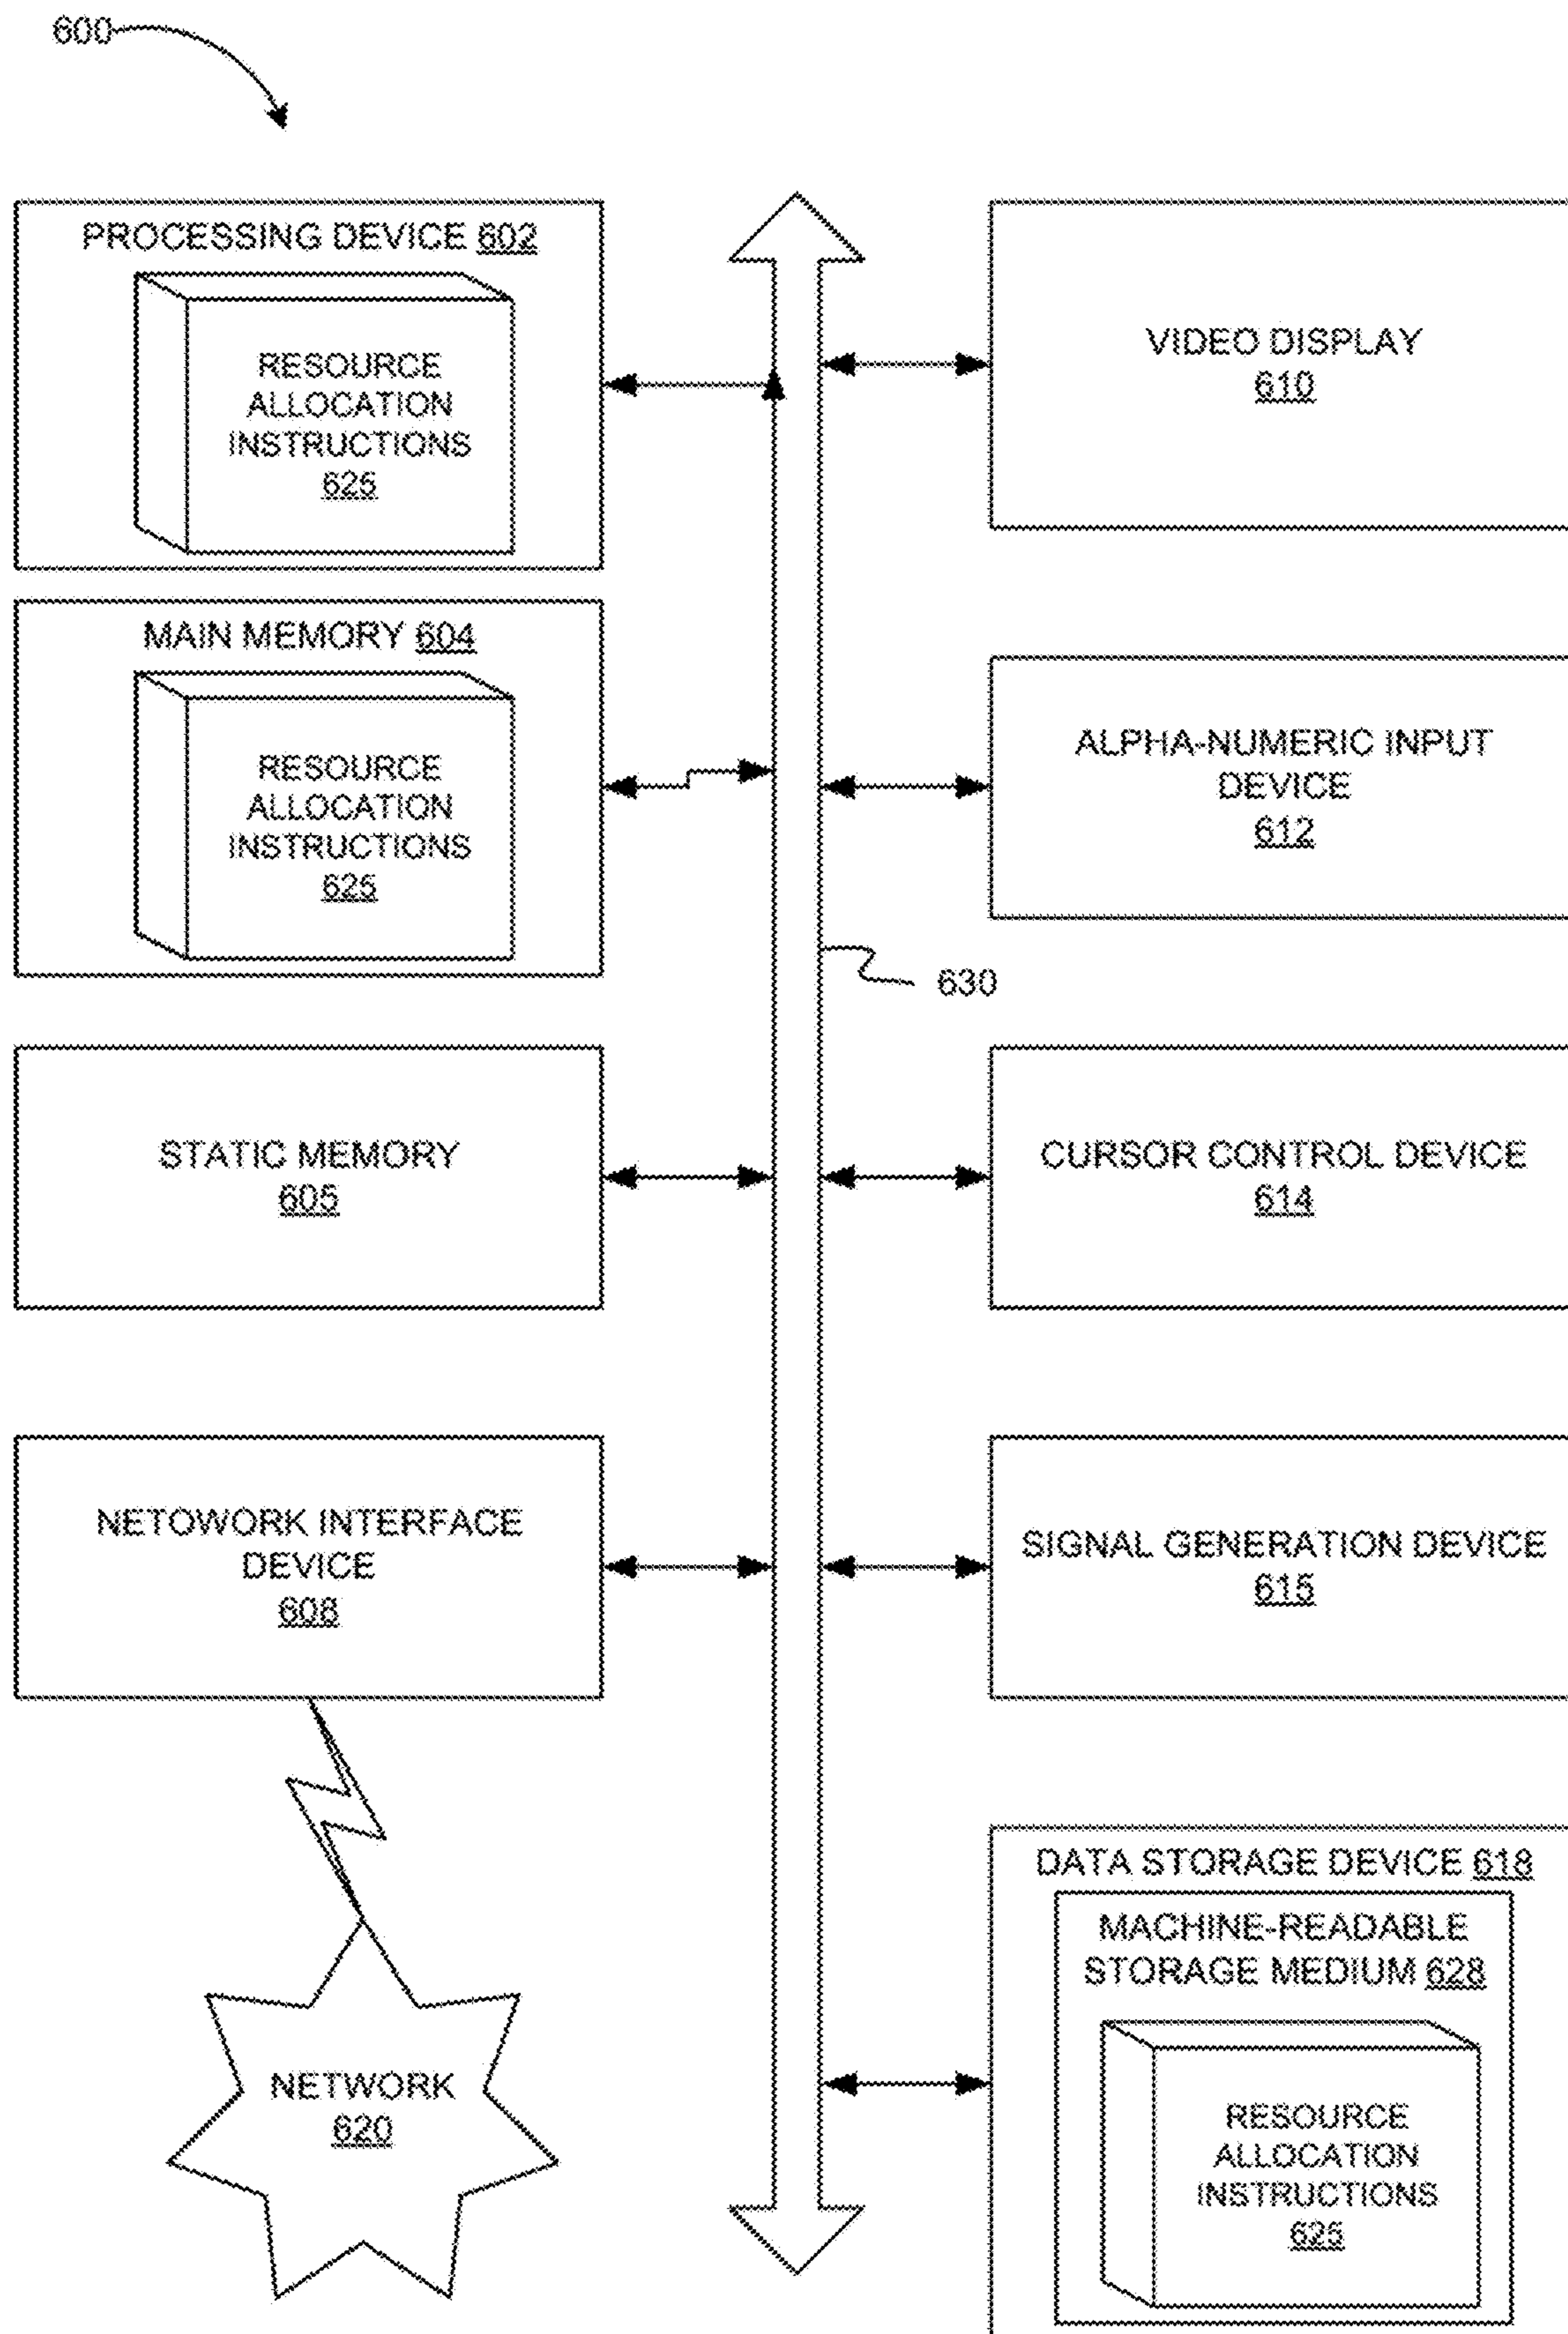 600
PROCESSING DEVICE 602
RESOURCE
ALLOCATION
INSTRUCTIONS
625
MAIN MEMORY 604
RESOURCE
ALLOCATION
INSTRUCTIONS
625
STATIC MEMORY
605
NETOWORK INTERFACE
DEVICE
608
NETWORK
620
630
VIDEO DISPLAY
610
ALPHA-NUMERIC INPUT
DEVICE
612
CURSOR CONTROL DEVICE
614
SIGNAL GENERATION DEVICE
615
DATA STORAGE DEVICE 618
MACHINE-READABLE
STORAGE MEDIUM 628
RESOURCE
ALLOCATION
INSTRUCTIONS
625